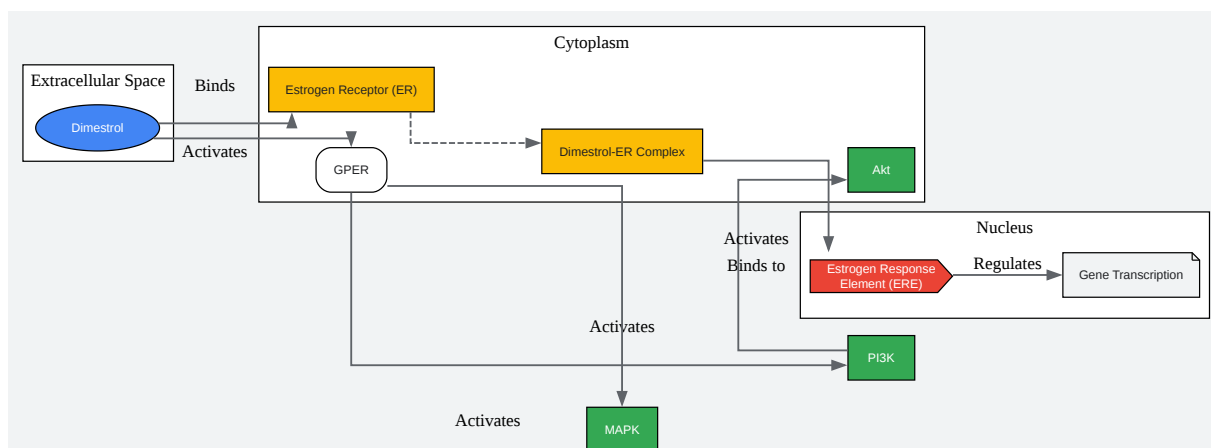 Cytoplasm
Extracellular Space
Binds
Estrogen Receptor (ER)
Dimestrol
Activates
Dimestrol-ER Complex
GPER
Akt
Nucleus
Activates
Binds to
Estrogen Response
Element (ERE)
Regulates
Gene Transcription
Activates
PI3K
Activates
MAPK